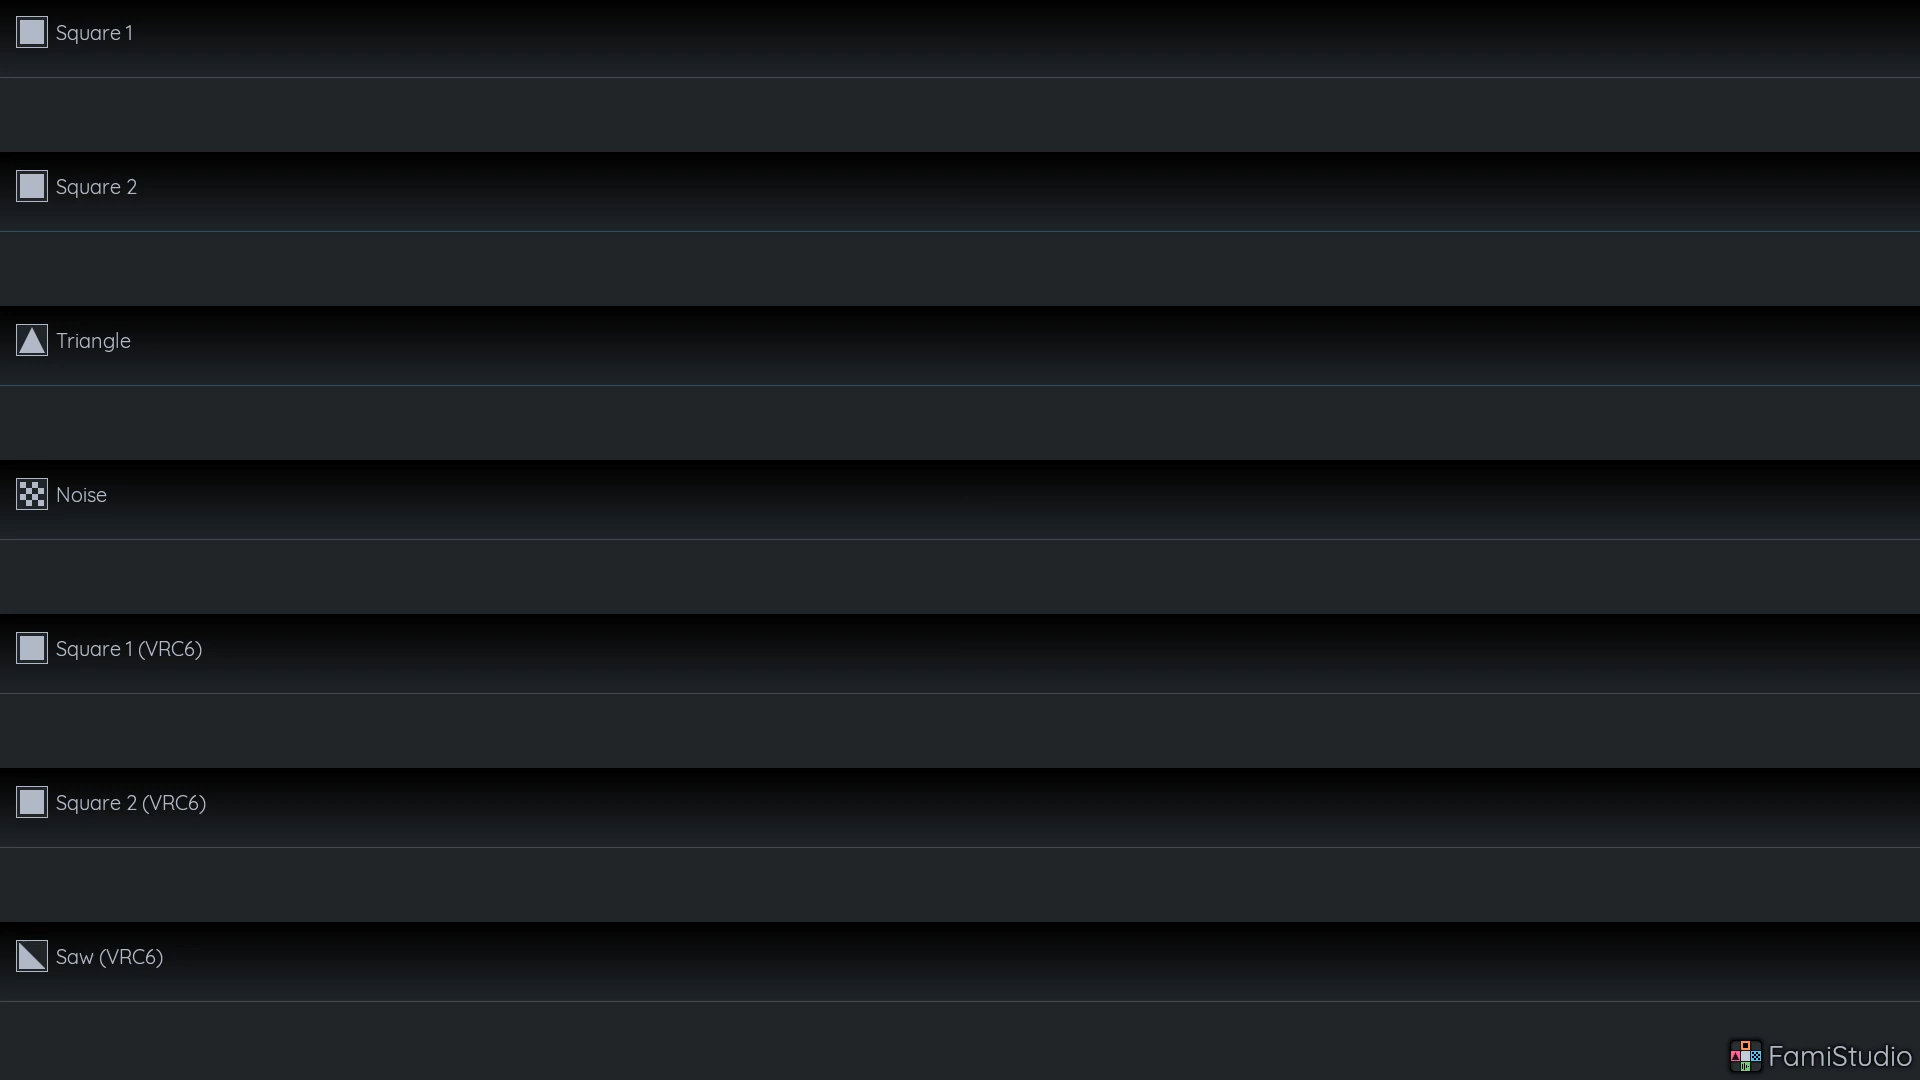 Square 1
Square 2
Triangle
Noise
Square 1 (VRC6)
Square 2 (VRC6)
Saw (VRC6)
FamiStudio